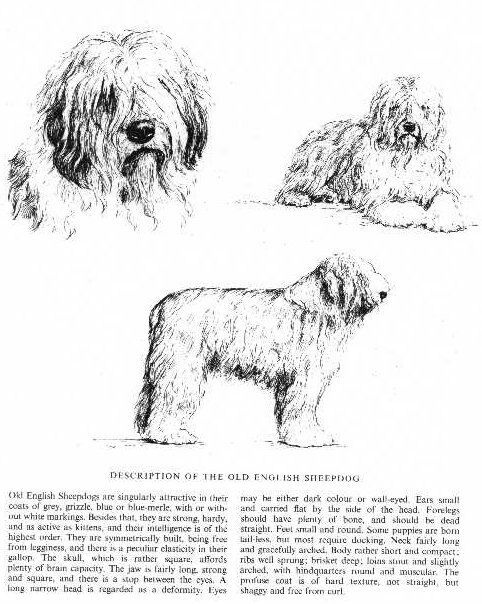 DESCRIPTION OF THE OLD ENGLISH SHEEPDOG
Old English Sheepdogs are singularly attractive in their
coats of grey, grizzle, blue or blue-merle, with or with-
out white markings. Besides that, they are strong, hardy,
and as active as kittens, and their intelligence is of the
highest order. They are symmetrically built, being free
from legginess, and there is a peculiar elasticity in their
gallop. The skull, which is rather square, affords
plenty of brain capacity. The jaw is fairly long, strong
and square, and there is a stop between the eyes. A
long narrow head is regarded as a deformity. Eyes
may be either dark colour or wall-eyed. Ears small
and carried flat by the side of the head. Forelegs
should have plenty of bone, and should be dead
straight. Feet small and round. Some puppies are born
tail-less, but most require docking. Neck fairly long
and gracefully arched. Body rather short and compact;
ribs well sprung; brisket deep; loins stout and slightly
arched, with hindquarters round and muscular. The
profuse coat is of hard texture, not straight, but
shaggy and free from curl.